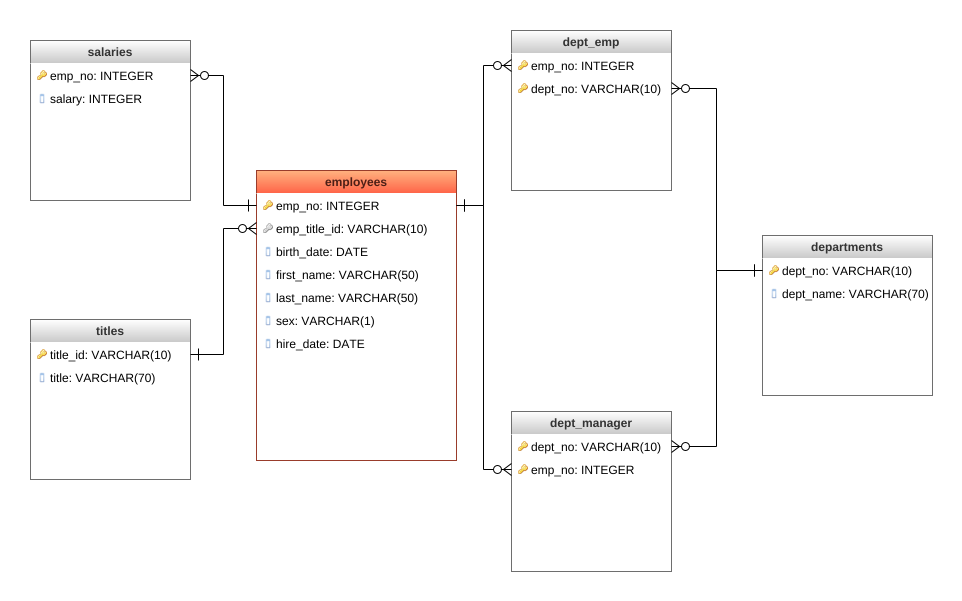 salaries
emp_no: INTEGER
salary: INTEGER
titles
title_id: VARCHAR(10)
title: VARCHAR(70)
employees
emp_no: INTEGER
emp_title_id: VARCHAR(10)
birth_date: DATE
first_name: VARCHAR(50)
last_name: VARCHAR(50)
sex: VARCHAR(1)
hire_date: DATE
dept_emp
emp_no: INTEGER
dept_no: VARCHAR(10)
dept_manager
dept_no: VARCHAR(10)
emp_no: INTEGER
departments
dept_no: VARCHAR(10)
dept_name: VARCHAR(70)